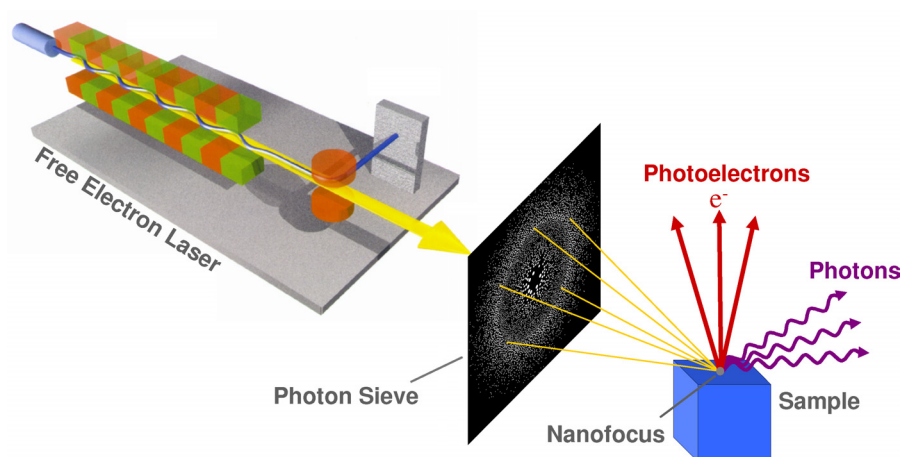 Free Electron Laser
Photoelectrons
e⁻
Photons
Photon Sieve
Nanofocus
Sample